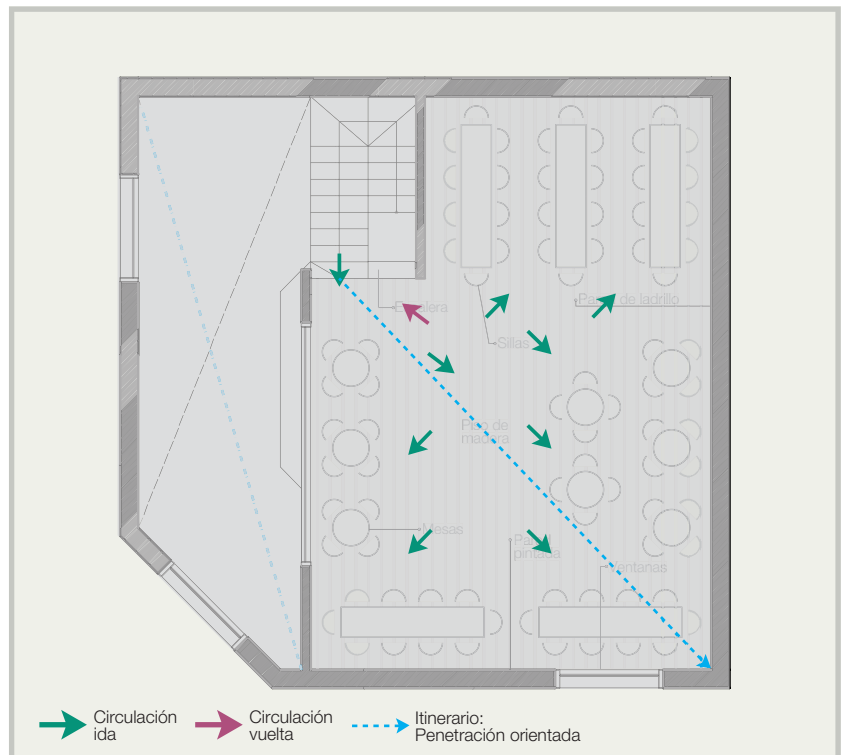 Escalera
Pared de ladrillo
Sillas
Piso de
madera
Mesas
Pared
pintada
Ventanas
Circulación
ida
Circulación
vuelta
Itinerario:
Penetración orientada